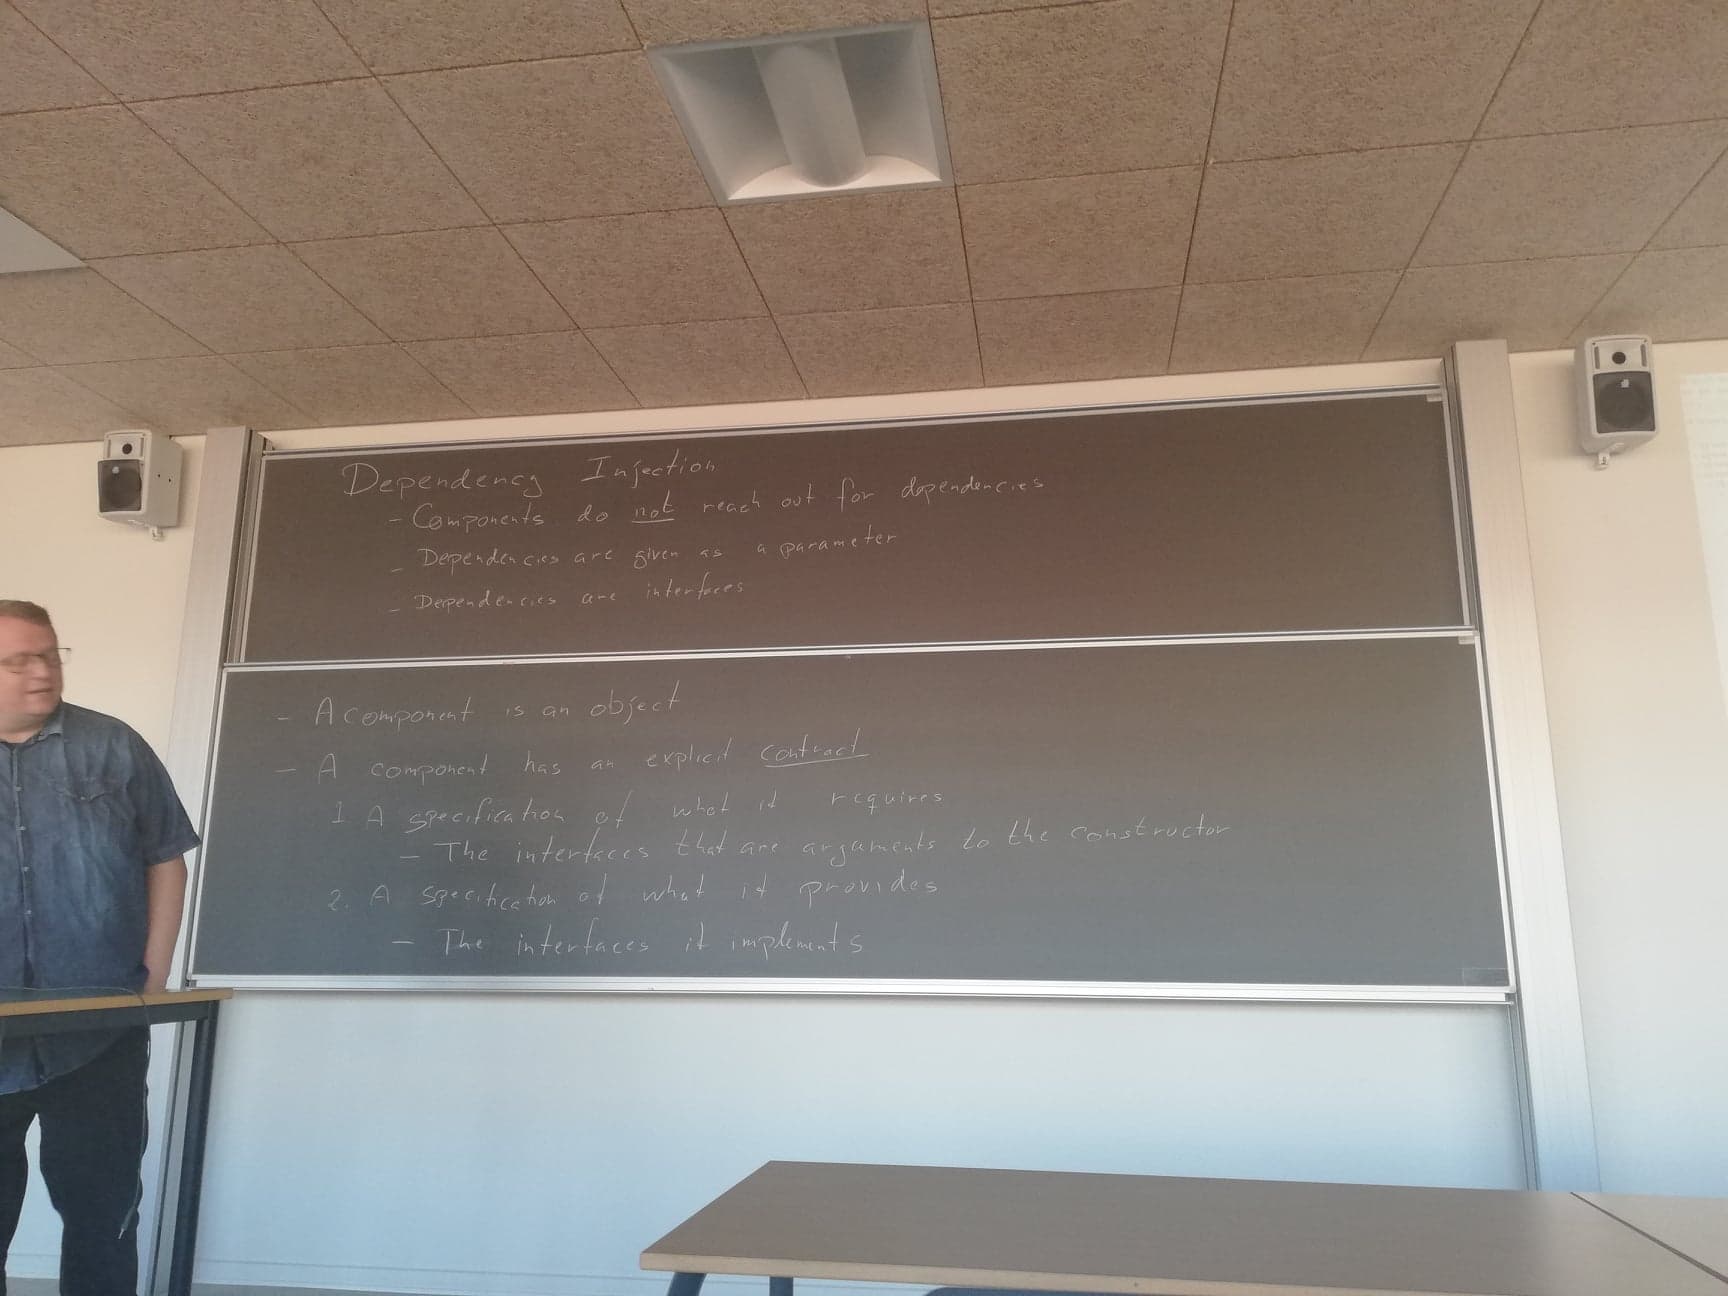 Dependency Injection
- Components do not reach out for dependencies
- Dependencies are given as a parameter
- Dependencies are interfaces
- A component is an object
- A component has an explicit contract
1 A specification of what it requires
- The interfaces that are arguments to the constructor
2. A specification of what it provides
- The interfaces it implements